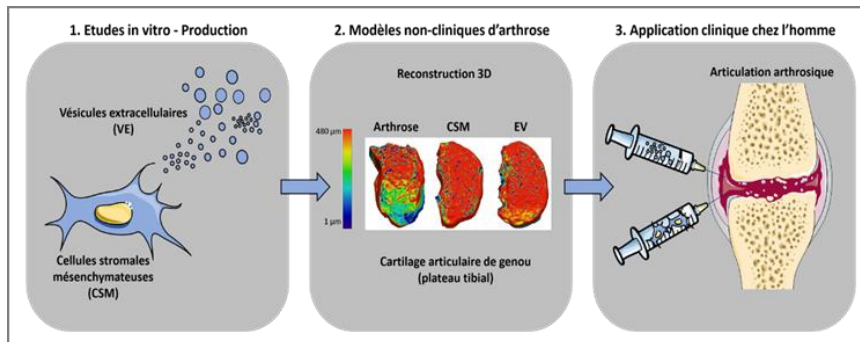 1. Etudes in vitro - Production
Vésicules extracellulaires
(VE)
Cellules stromales
mésenchymateuses
(CSM)
2. Modèles non-cliniques d'arthrose
Reconstruction 3D
Arthrose CSM EV
480 µm
1 µm
Cartilage articulaire de genou
(plateau tibial)
3. Application clinique chez l'homme
Articulation arthrosique